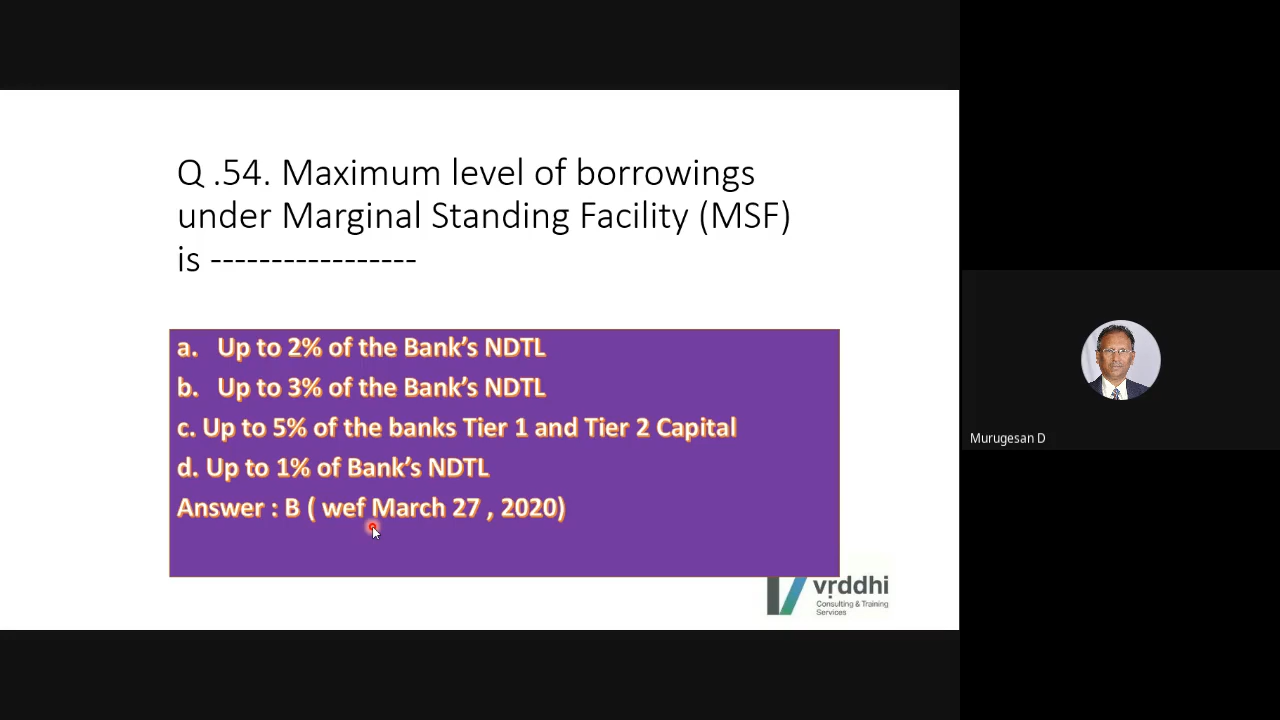 Q .54. Maximum level of borrowings
under Marginal Standing Facility (MSF)
is -----------------
a. Up to 2% of the Bank’s NDTL
b. Up to 3% of the Bank’s NDTL
c. Up to 5% of the banks Tier 1 and Tier 2 Capital
d. Up to 1% of Bank’s NDTL
Answer : B ( wef March 27 , 2020)
vṛddhi
Consulting & Training
Services
Murugesan D